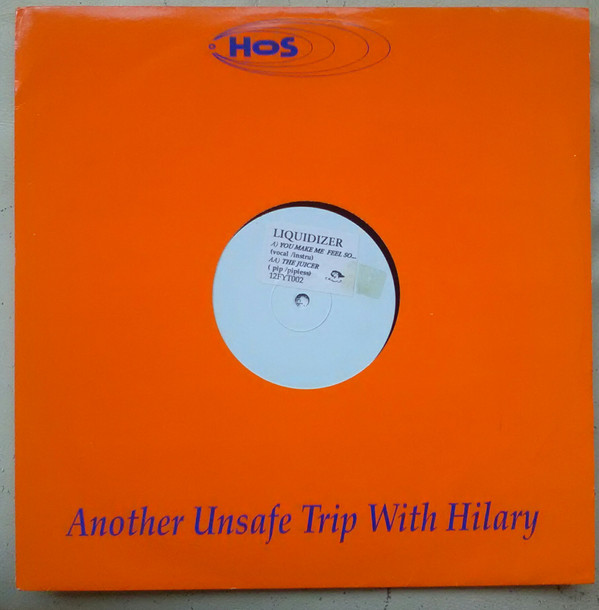 HOS
LIQUIDIZER
A) YOU MAKE ME FEEL SO...
(vocal /instru)
AA) THE JUICER
( pip /pipless)
12FYT002
Another Unsafe Trip With Hilary